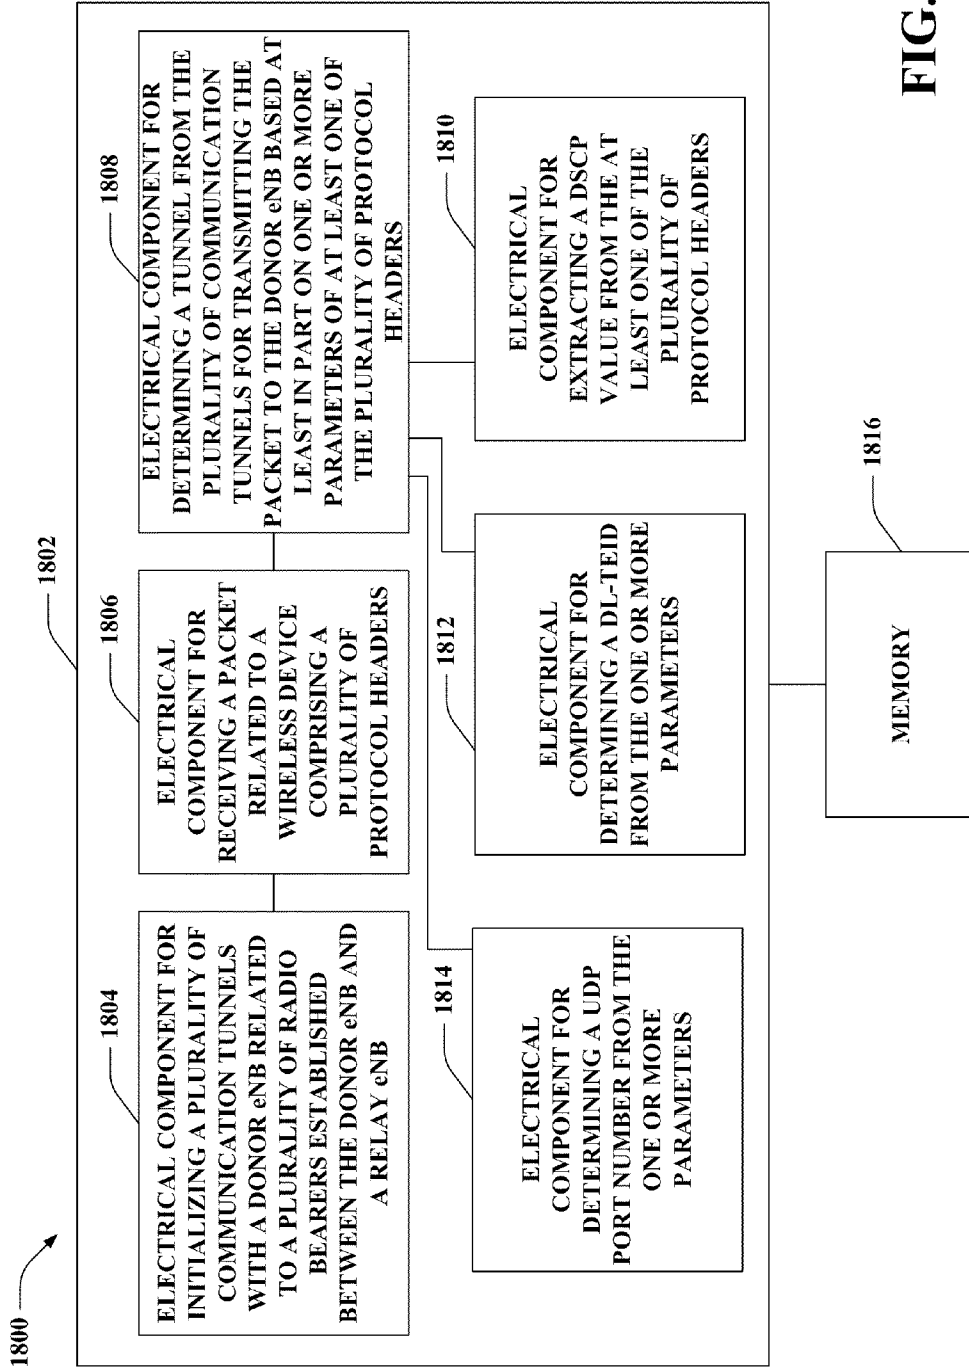 1800
1802
1804
ELECTRICAL COMPONENT FOR
INITIALIZING A PLURALITY OF
COMMUNICATION TUNNELS
WITH A DONOR eNB RELATED
TO A PLURALITY OF RADIO
BEARERS ESTABLISHED
BETWEEN THE DONOR eNB AND
A RELAY eNB
1806
ELECTRICAL
COMPONENT FOR
RECEIVING A PACKET
RELATED TO A
WIRELESS DEVICE
COMPRISING A
PLURALITY OF
PROTOCOL HEADERS
1808
ELECTRICAL COMPONENT FOR
DETERMINING A TUNNEL FROM THE
PLURALITY OF COMMUNICATION
TUNNELS FOR TRANSMITTING THE
PACKET TO THE DONOR eNB BASED AT
LEAST IN PART ON ONE OR MORE
PARAMETERS OF AT LEAST ONE OF
THE PLURALITY OF PROTOCOL
HEADERS
1814
ELECTRICAL
COMPONENT FOR
DETERMINING A UDP
PORT NUMBER FROM THE
ONE OR MORE
PARAMETERS
1812
ELECTRICAL
COMPONENT FOR
DETERMINING A DL-TEID
FROM THE ONE OR MORE
PARAMETERS
1810
ELECTRICAL
COMPONENT FOR
EXTRACTING A DSCP
VALUE FROM THE AT
LEAST ONE OF THE
PLURALITY OF
PROTOCOL HEADERS
1816
MEMORY
FIG.